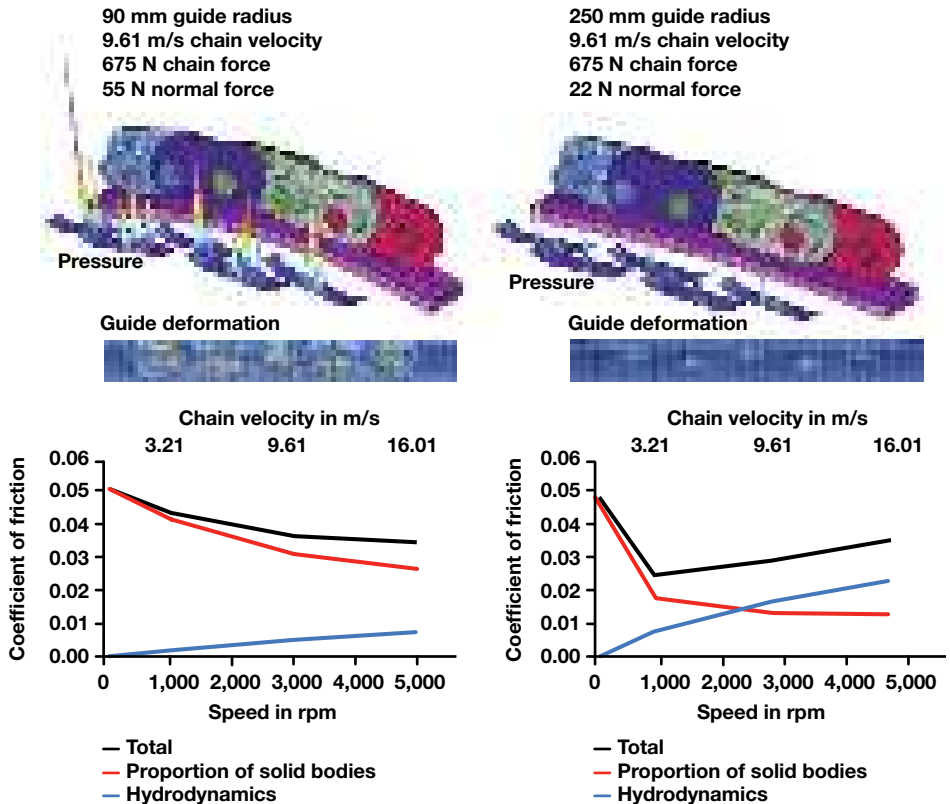 90 mm guide radius
9.61 m/s chain velocity
675 N chain force
55 N normal force
Pressure
Guide deformation
Chain velocity in m/s
3.21 9.61 16.01
Coefficient of friction
0.06
0.05
0.04
0.03
0.02
0.01
0.00
0 1,000 2,000 3,000 4,000 5,000
Speed in rpm
Total
Proportion of solid bodies
Hydrodynamics
250 mm guide radius
9.61 m/s chain velocity
675 N chain force
22 N normal force
Pressure
Guide deformation
Chain velocity in m/s
3.21 9.61 16.01
Coefficient of friction
0.06
0.05
0.04
0.03
0.02
0.01
0.00
0 1,000 2,000 3,000 4,000 5,000
Speed in rpm
Total
Proportion of solid bodies
Hydrodynamics